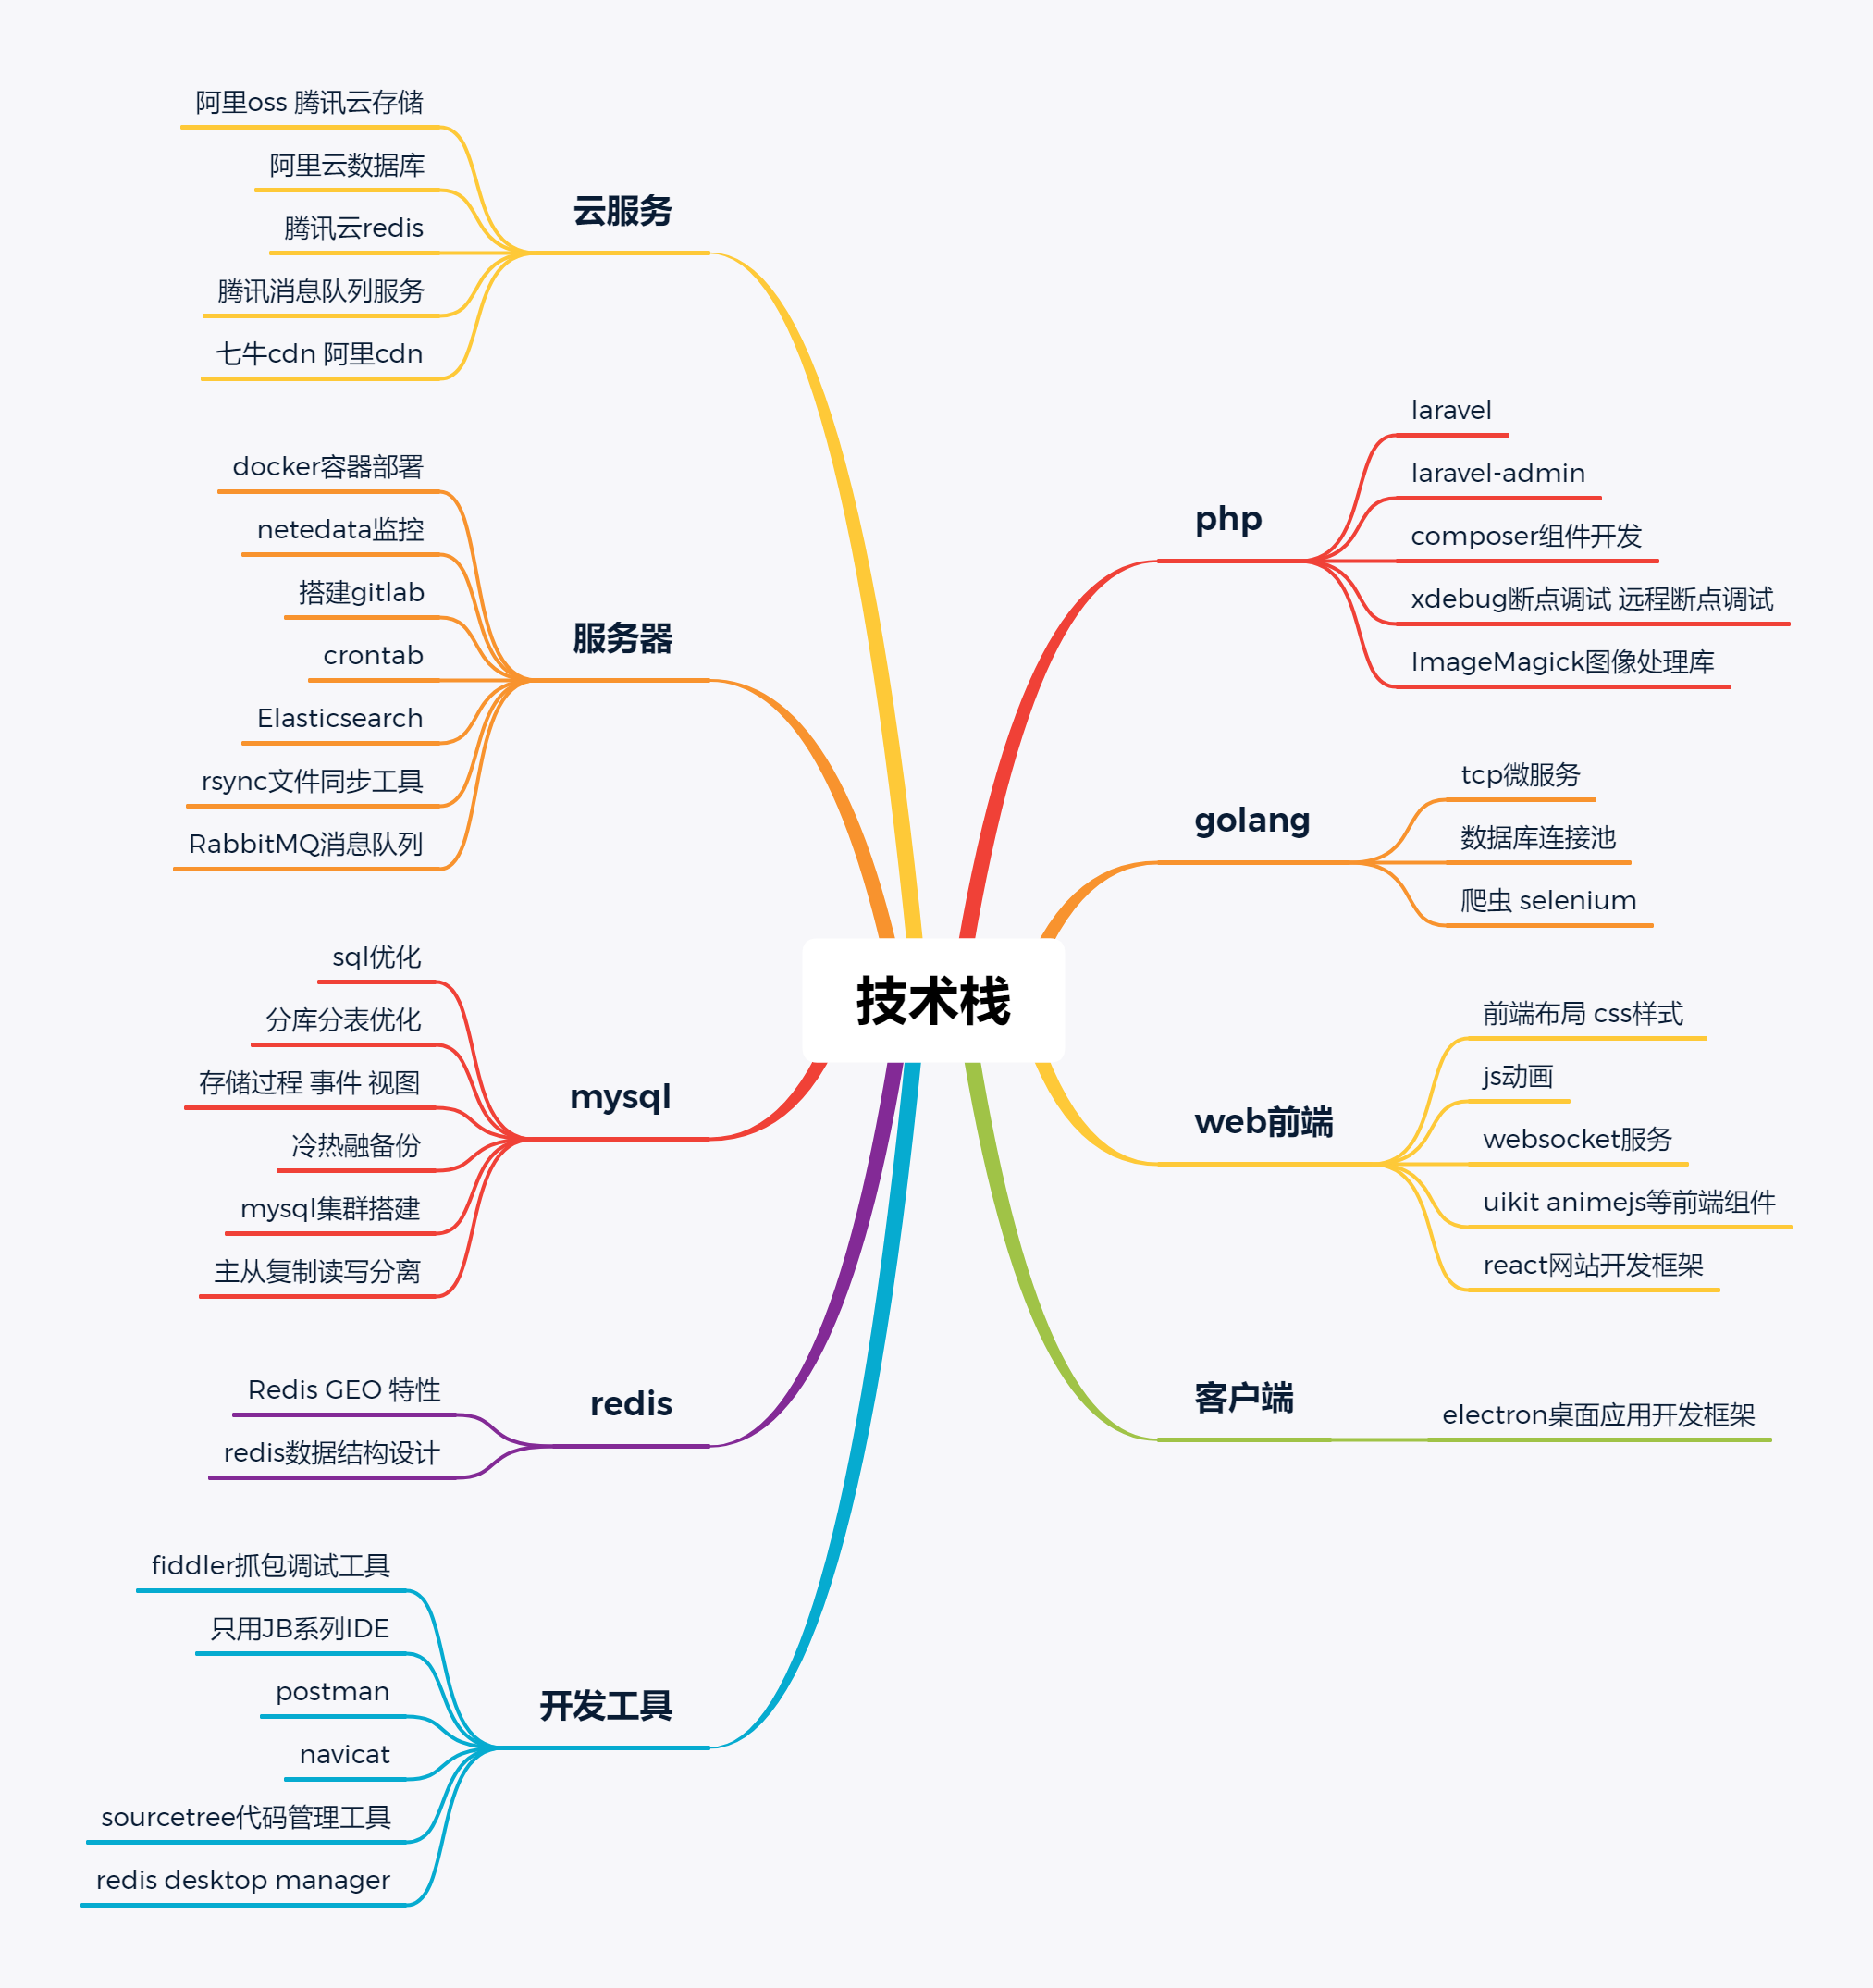 技术栈
php
laravel
laravel-admin
composer组件开发
xdebug断点调试 远程断点调试
ImageMagick图像处理库
golang
tcp微服务
数据库连接池
爬虫 selenium
web前端
前端布局 css样式
js动画
websocket服务
uikit animejs等前端组件
react网站开发框架
客户端
electron桌面应用开发框架
云服务
阿里oss 腾讯云存储
阿里云数据库
腾讯云redis
腾讯消息队列服务
七牛cdn 阿里cdn
服务器
docker容器部署
netedata监控
搭建gitlab
crontab
Elasticsearch
rsync文件同步工具
RabbitMQ消息队列
mysql
sql优化
分库分表优化
存储过程 事件 视图
冷热融备份
mysql集群搭建
主从复制读写分离
redis
Redis GEO 特性
redis数据结构设计
开发工具
fiddler抓包调试工具
只用JB系列IDE
postman
navicat
sourcetree代码管理工具
redis desktop manager